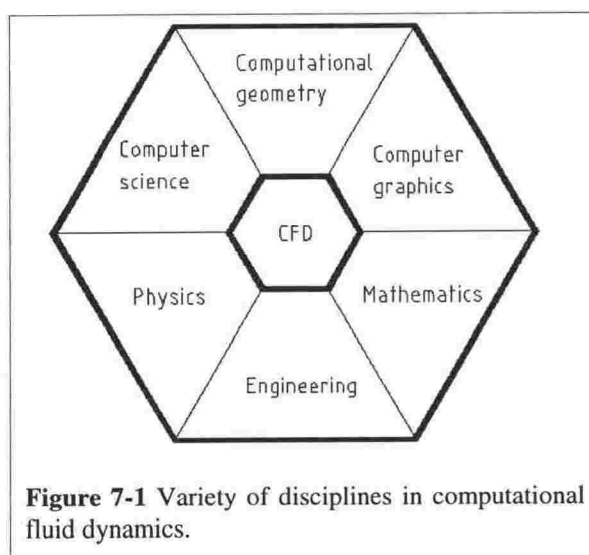 Computational
geometry
Computer
science
Computer
graphics
CFD
Physics
Mathematics
Engineering
Figure 7-1 Variety of disciplines in computational
fluid dynamics.